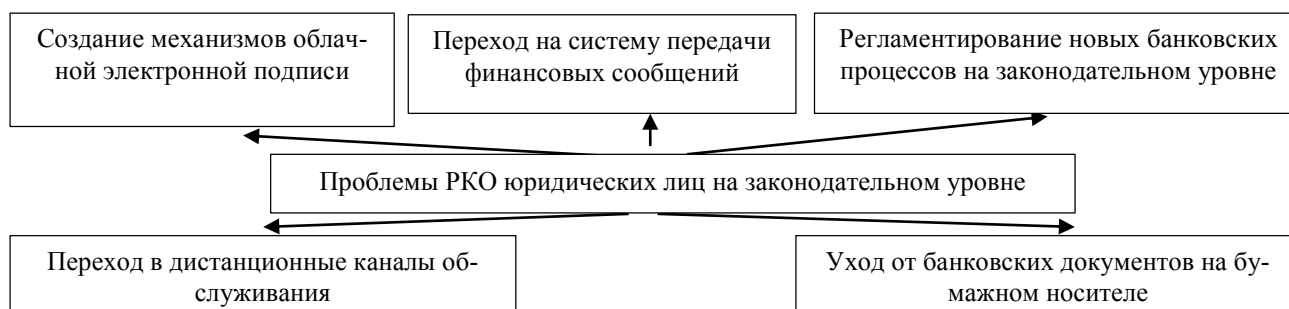 Создание механизмов облач-
ной электронной подписи
Переход на систему передачи
финансовых сообщений
Регламентирование новых банковских
процессов на законодательном уровне
Проблемы РКО юридических лиц на законодательном уровне
Переход в дистанционные каналы об-
служивания
Уход от банковских документов на бу-
мажном носителе